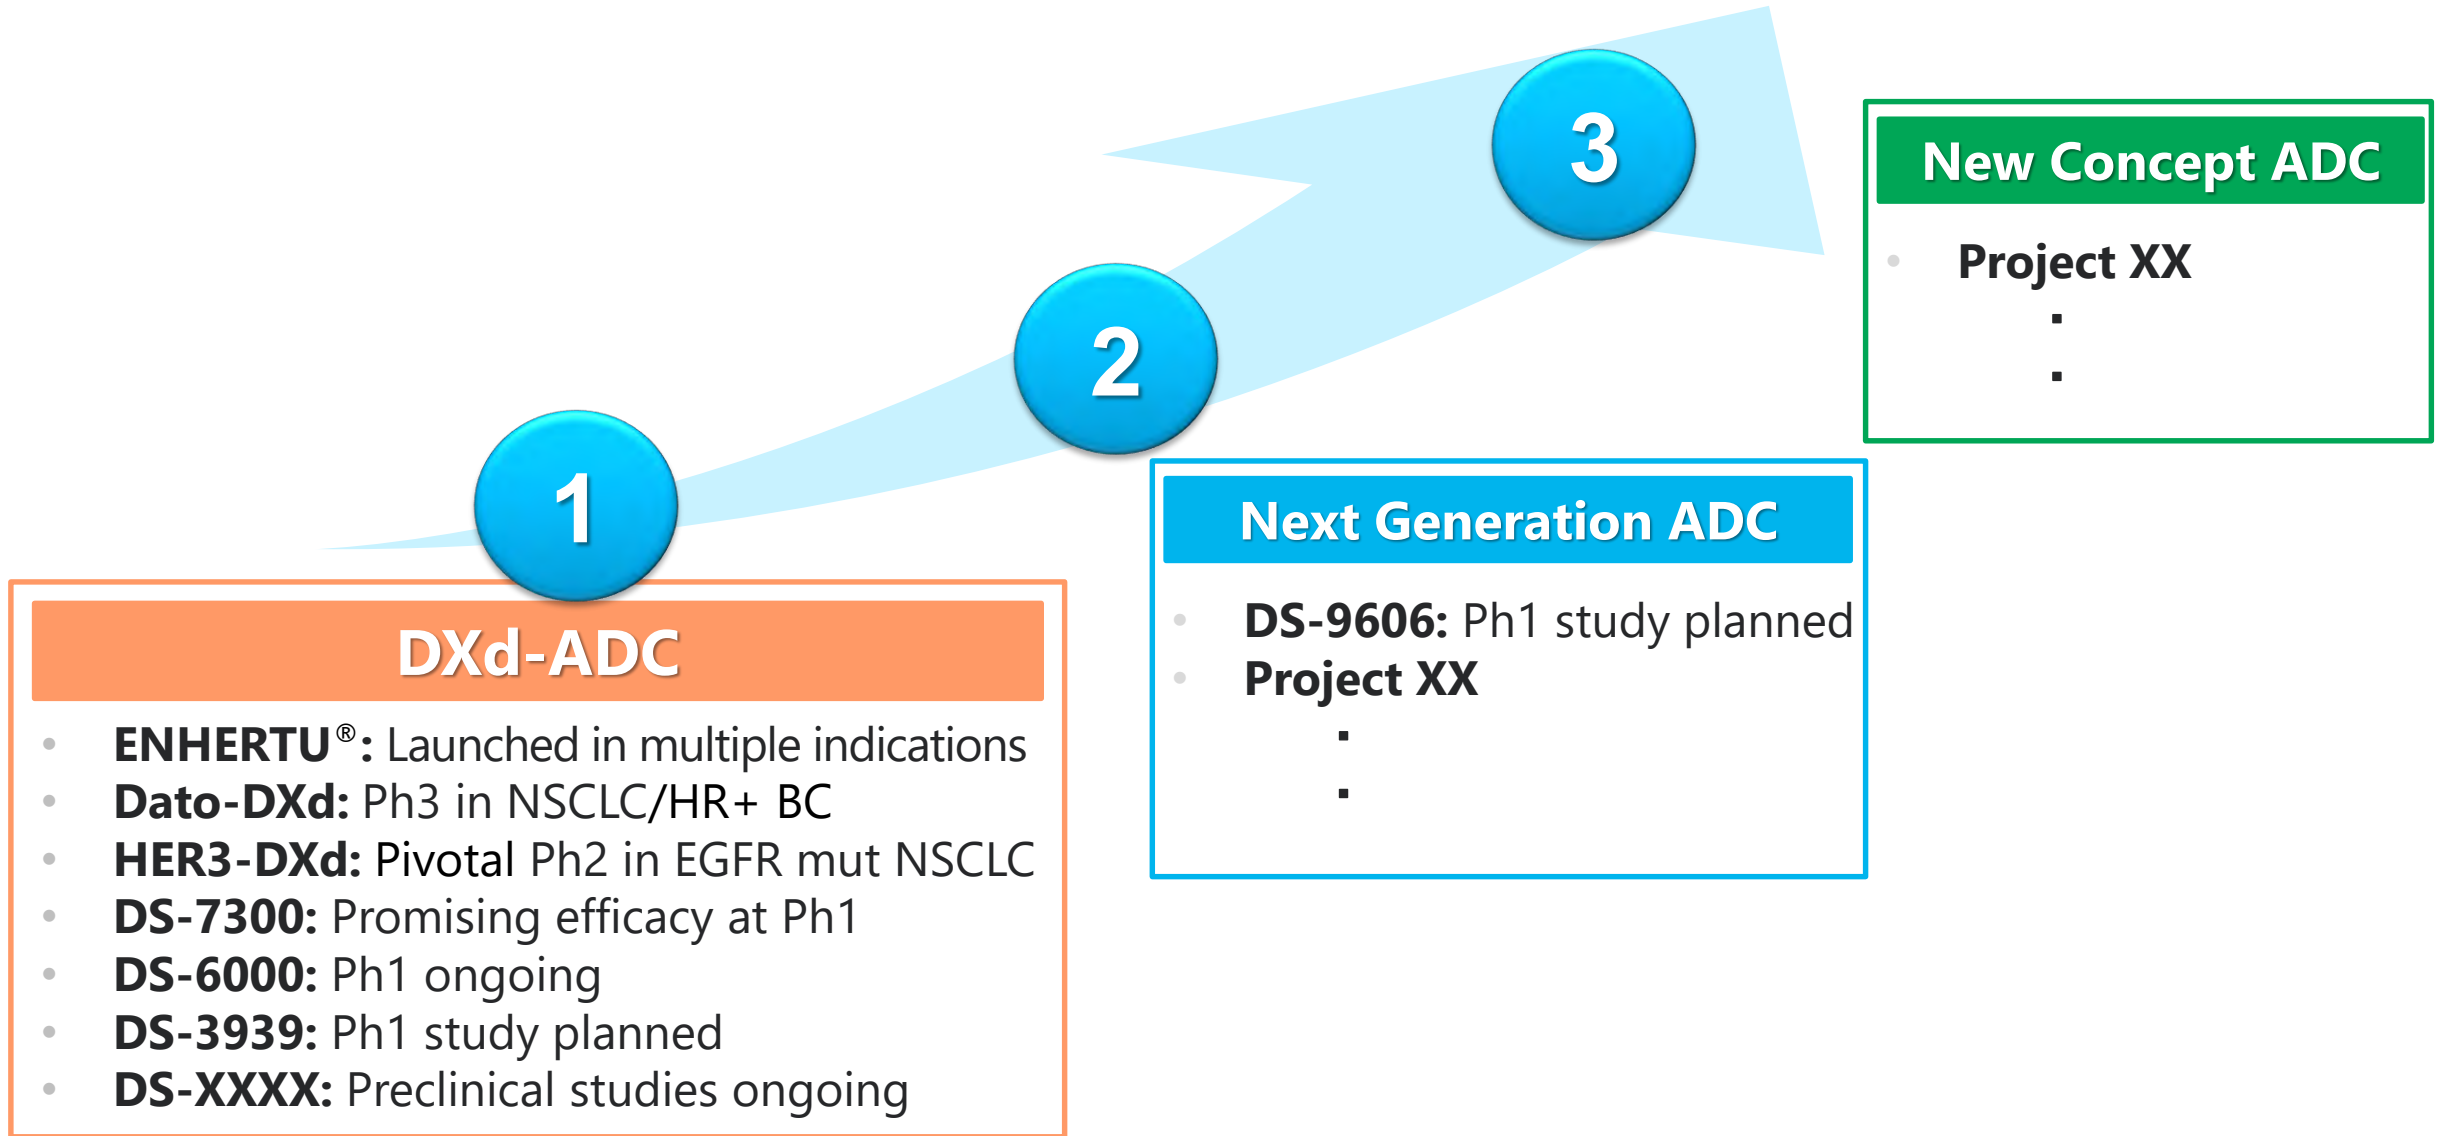 3
New Concept ADC
• Project XX
▪
▪
2
Next Generation ADC
• DS-9606: Ph1 study planned
• Project XX
▪
▪
1
DXd-ADC
• ENHERTU®: Launched in multiple indications
• Dato-DXd: Ph3 in NSCLC/HR+ BC
• HER3-DXd: Pivotal Ph2 in EGFR mut NSCLC
• DS-7300: Promising efficacy at Ph1
• DS-6000: Ph1 ongoing
• DS-3939: Ph1 study planned
• DS-XXXX: Preclinical studies ongoing